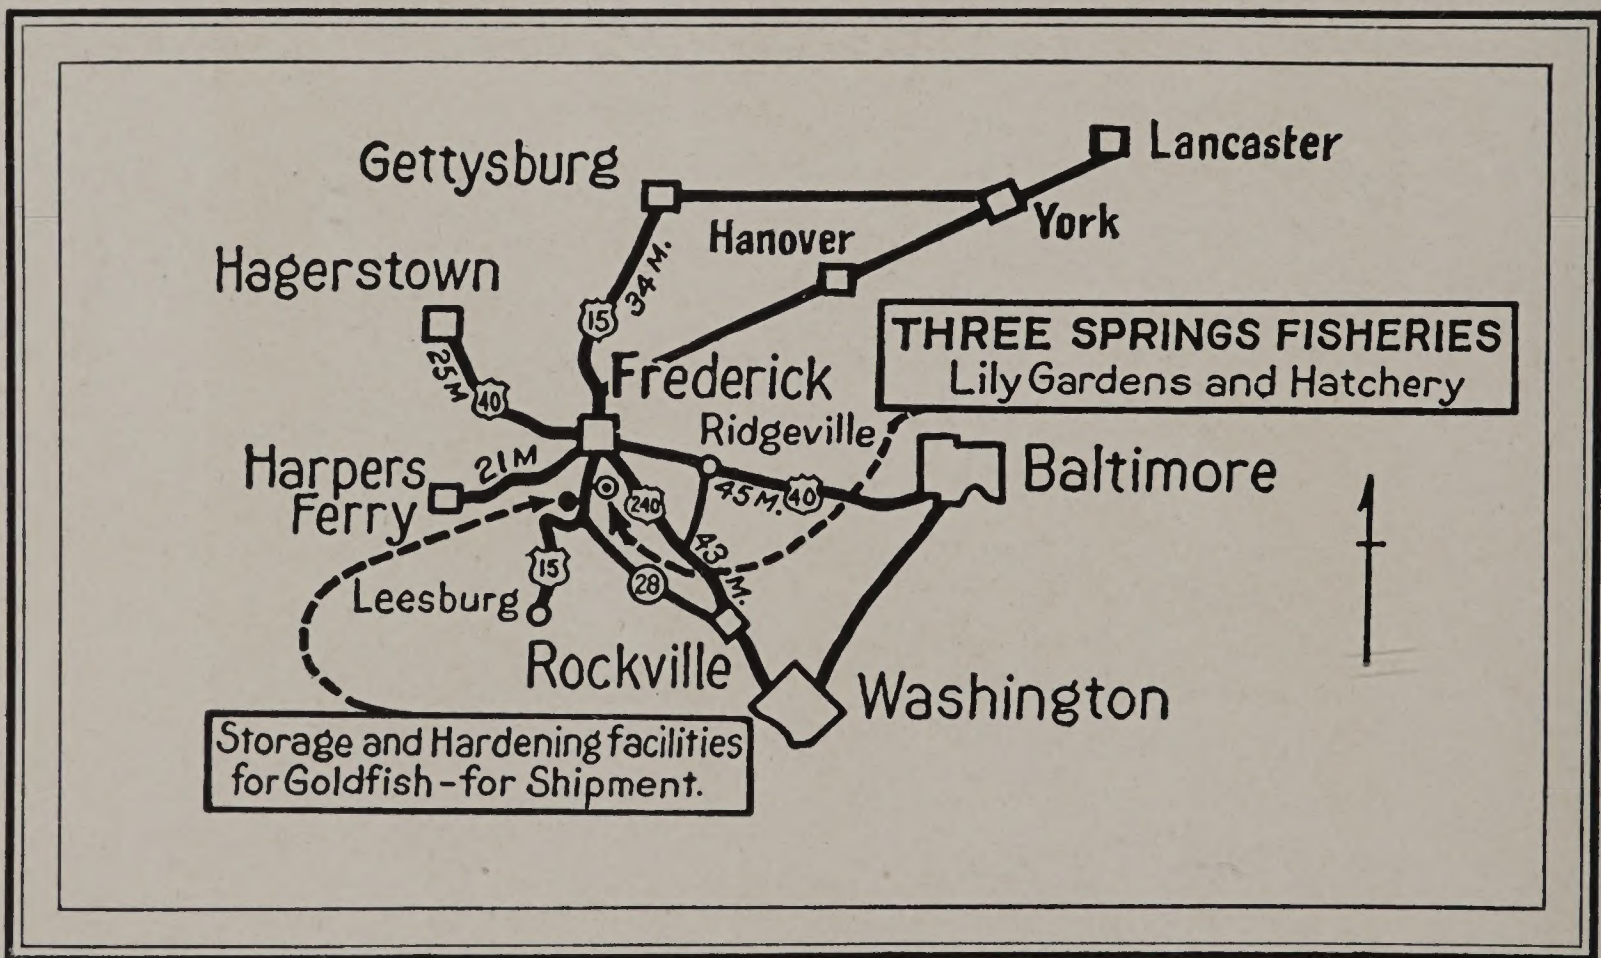 Lancaster
Gettysburg
York
Hanover
34 M.
Hagerstown
15
THREE SPRINGS FISHERIES
Lily Gardens and Hatchery
25 M
40
Frederick
Ridgeville
Harpers
Ferry
21 M
Baltimore
45 M.
40
240
43 M.
15
28
Leesburg
Rockville
Washington
Storage and Hardening facilities
for Goldfish - for Shipment.